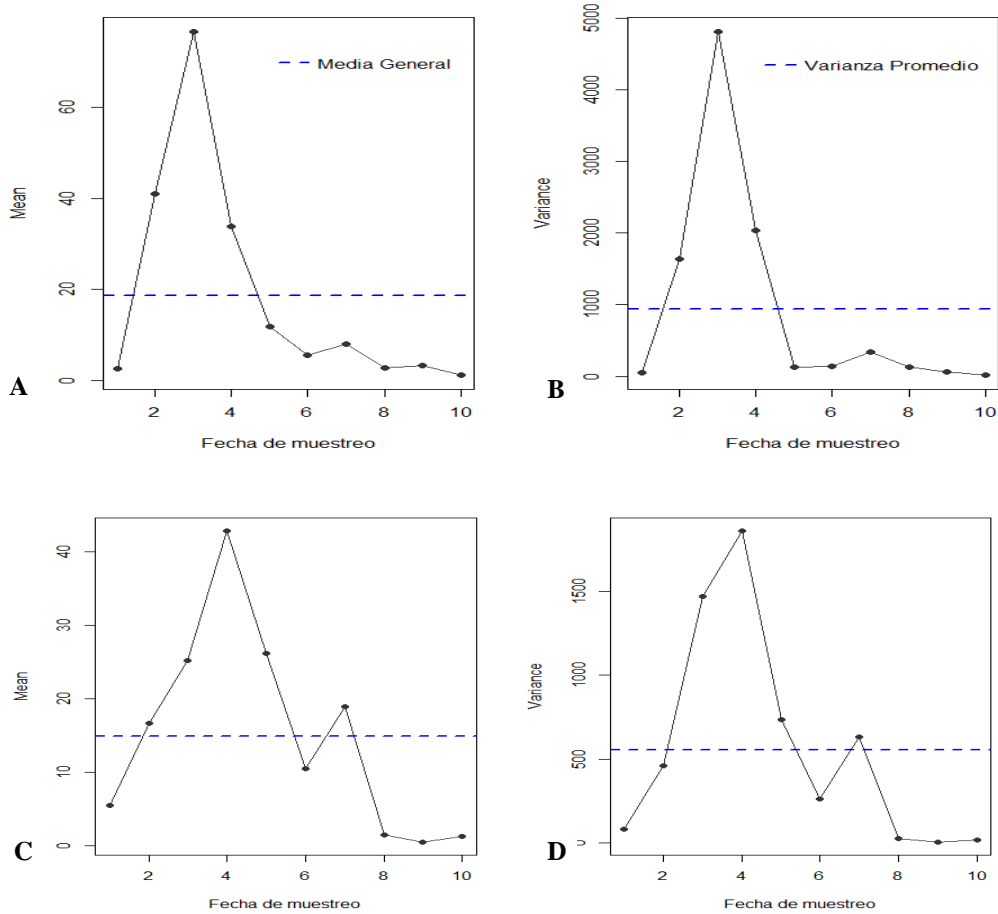 Mean
0
20
40
60
2
4
6
8
10
Fecha de muestreo
Media General
A
Variance
0
1000
2000
3000
4000
5000
2
4
6
8
10
Fecha de muestreo
Varianza Promedio
B
Mean
0
10
20
30
40
2
4
6
8
10
Fecha de muestreo
C
Variance
0
500
1000
1500
2
4
6
8
10
Fecha de muestreo
D